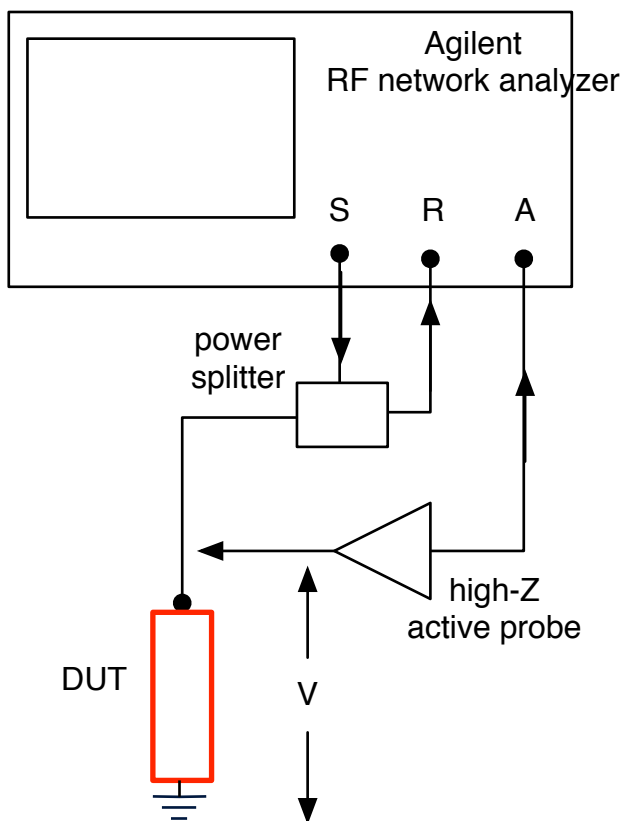 Agilent
RF network analyzer
S R A
power
splitter
high-Z
active probe
DUT
V